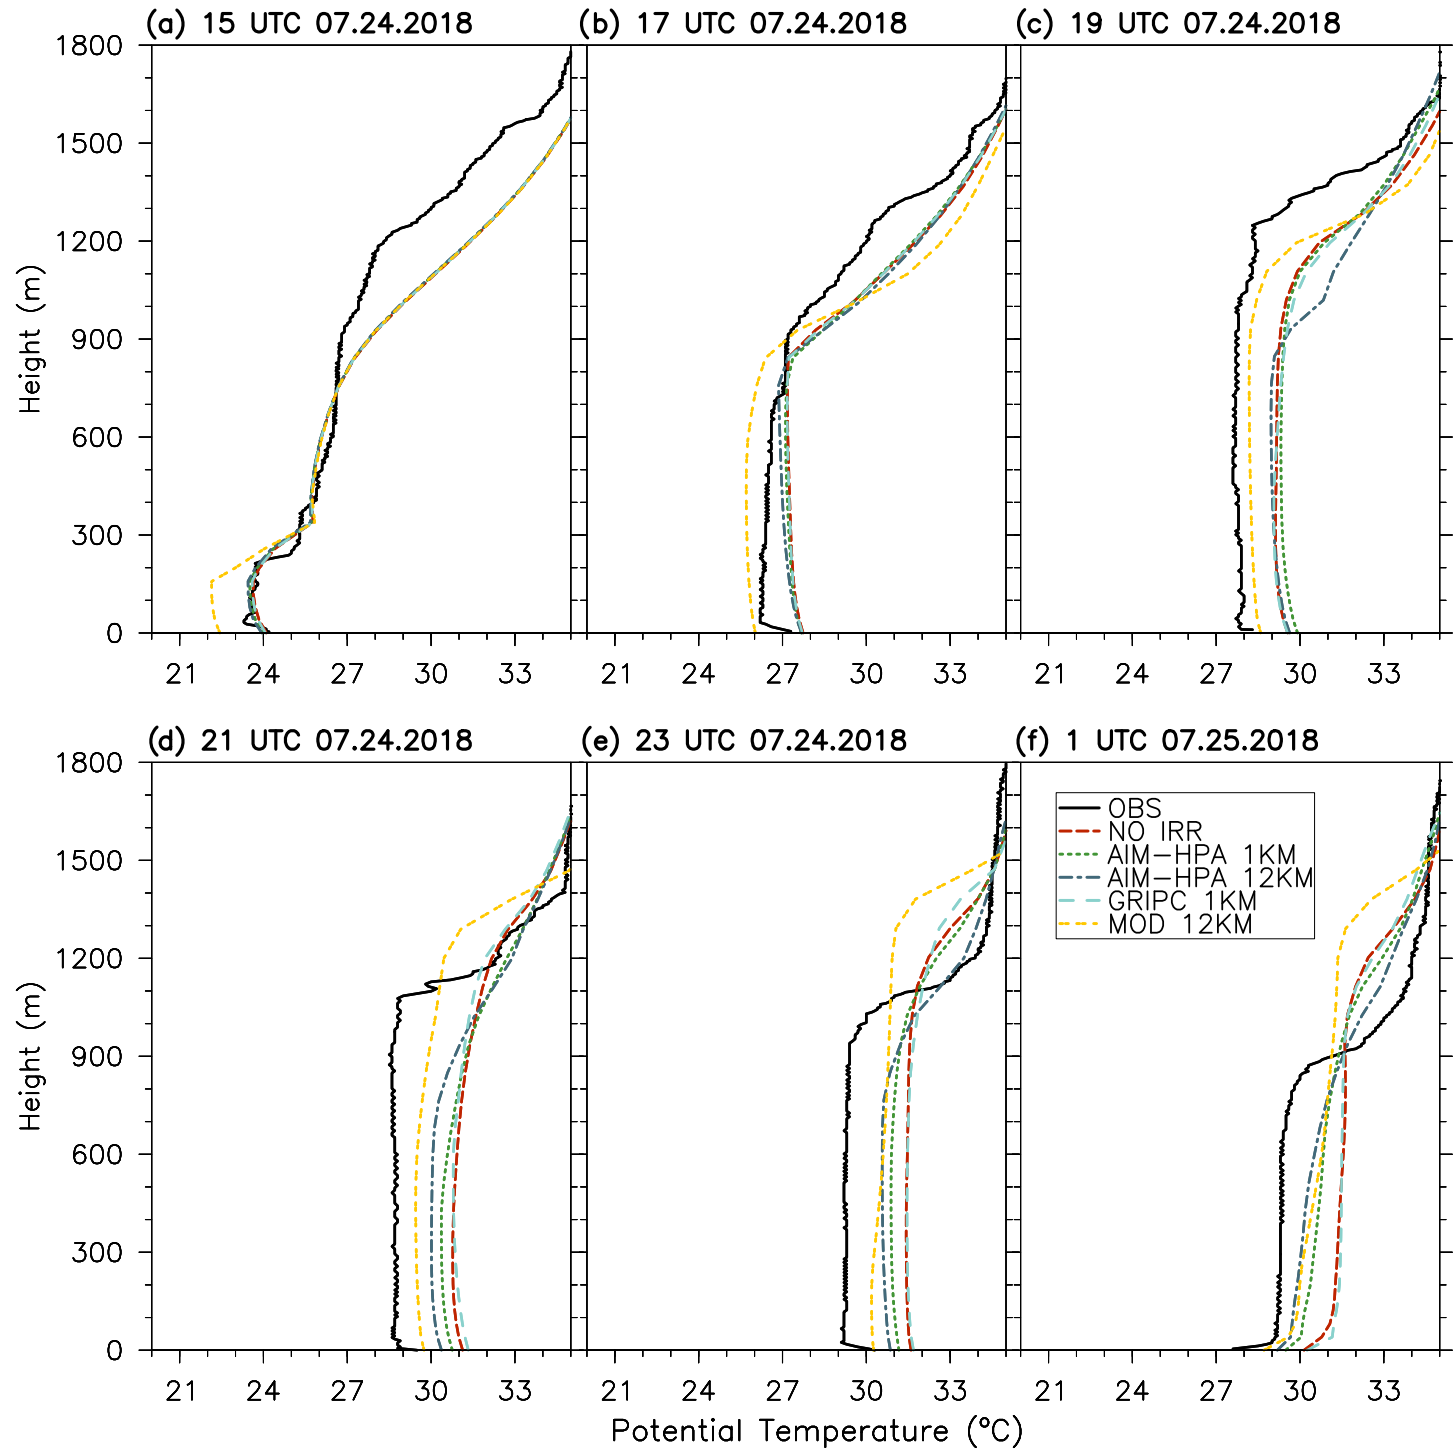 (a) 15 UTC 07.24.2018
(b) 17 UTC 07.24.2018
(c) 19 UTC 07.24.2018
1800
1500
1200
900
600
300
0
Height (m)
21 24 27 30 33
21 24 27 30 33
21 24 27 30 33
(d) 21 UTC 07.24.2018
(e) 23 UTC 07.24.2018
(f) 1 UTC 07.25.2018
1800
1500
1200
900
600
300
0
Height (m)
OBS
NO IRR
AIM-HPA 1KM
AIM-HPA 12KM
GRIPC 1KM
MOD 12KM
21 24 27 30 33
21 24 27 30 33
21 24 27 30 33
Potential Temperature (°C)